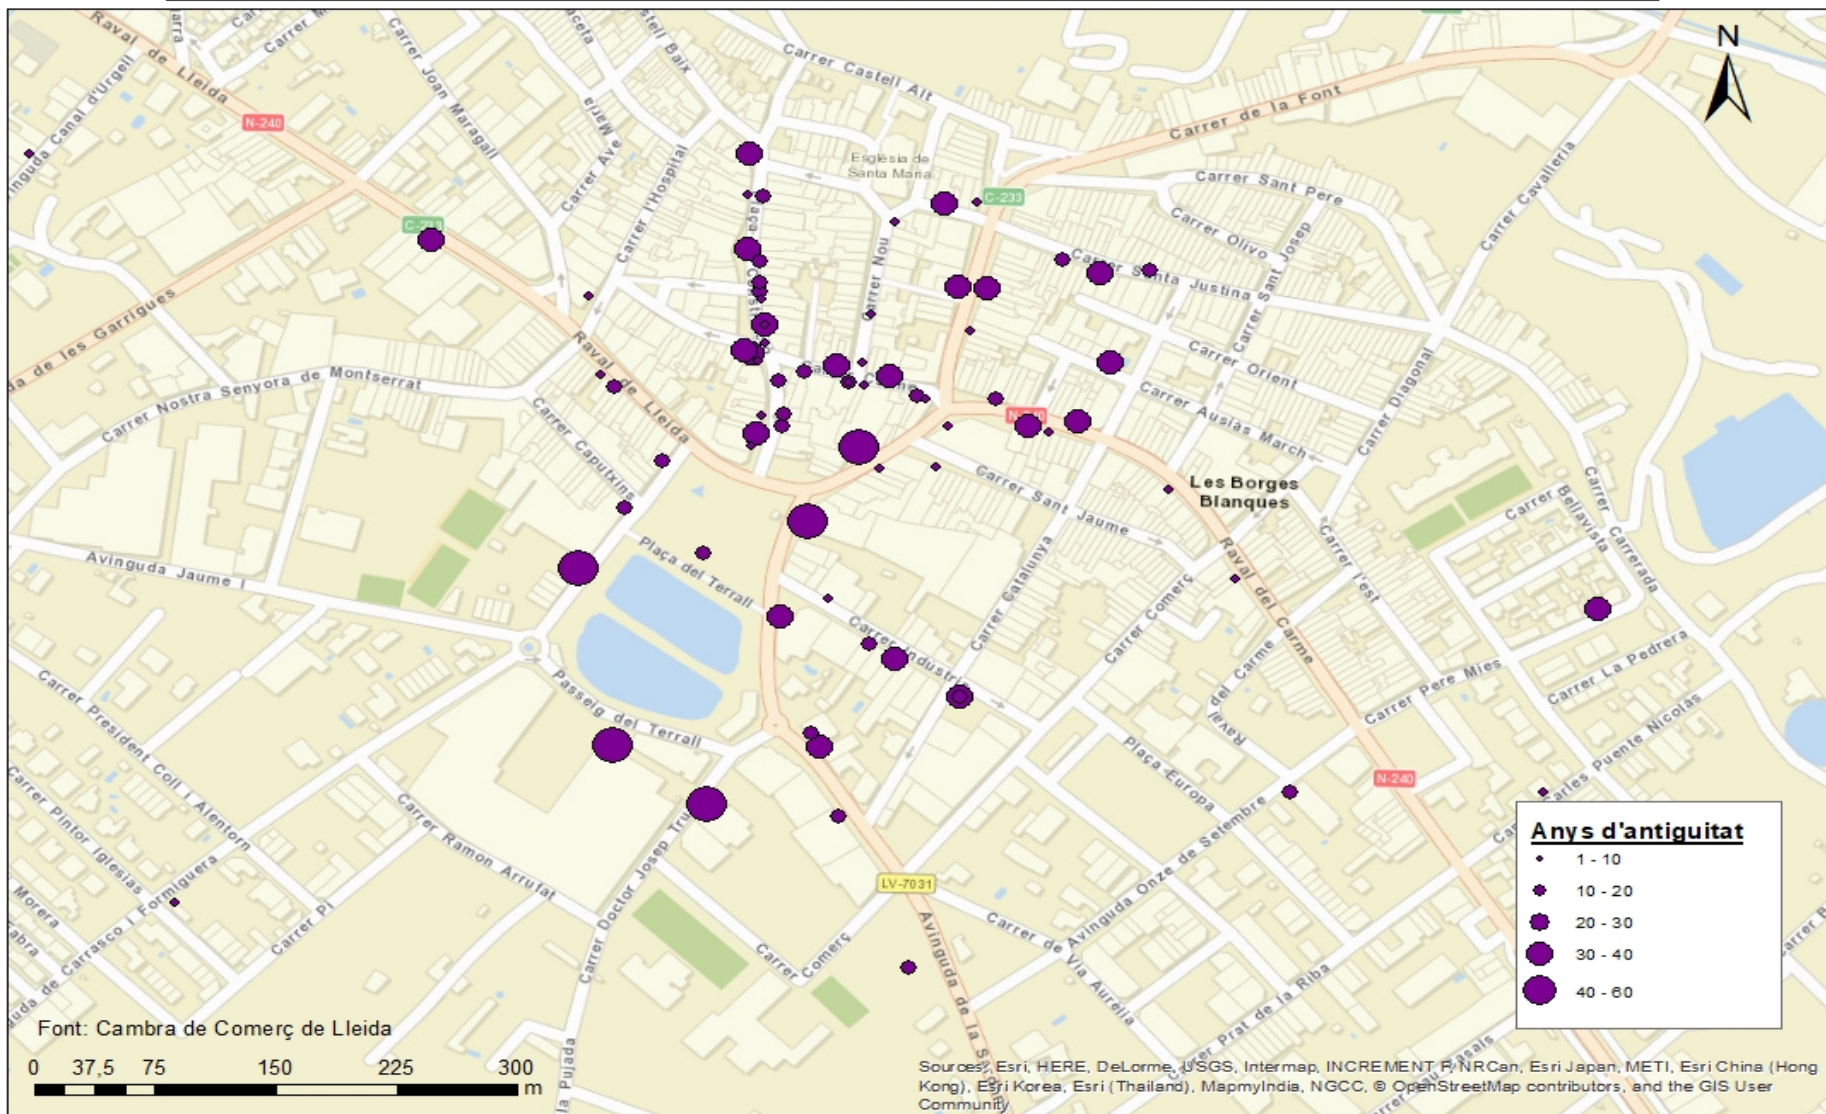 Carrer Castell Alt
Raval de Lleida
N-240
Carrer Joan Maragall
Carrer de la Font
N
Carrer l'Hospital
Església de
Santa Maria
C-233
Carrer Sant Pere
Carrer Cavalleria
Carrer Olivo
Carrer Sant Josep
Carrer Nou
Carrer Santa Justina
Raval de Lleida
Carrer Nostra Senyora de Montserrat
Carrer Orient
Carrer Diagonal
Carrer Ausias March
Carrer Caputxins
Carrer Sant Jaume
Les Borges
Blanques
Carrer Bellavista
Carrer Carrerada
Avinguda Jaume I
Plaça del Terrall
Carrer Catalunya
Carrer Comerç
Carrer l'est
Raval del Carme
Carrer Industria
Raval del Carme
Carrer Pere Mies
Carrer La Pedrera
Passeig del Terrall
Carrer President Coll i Alentorn
Plaça Europa
N-240
Carrer Pintor Iglesias
Carrer Ramon Arrufat
Carrer Doctor Josep
Avinguda Onze de Setembre
LV-7031
Carrer Pi
Carrer Comerç
Carrer de Via Aurelia
Carrer Prat de la Riba
Avinguda de la
Anys d'antiguitat
1 - 10
10 - 20
20 - 30
30 - 40
40 - 60
Font: Cambra de Comerç de Lleida
0 37,5 75 150 225 300
m
Sources: Esri, HERE, DeLorme, USGS, Intermap, INCREMENT P, NRCan, Esri Japan, METI, Esri China (Hong
Kong), Esri Korea, Esri (Thailand), MapmyIndia, NGCC, © OpenStreetMap contributors, and the GIS User
Community